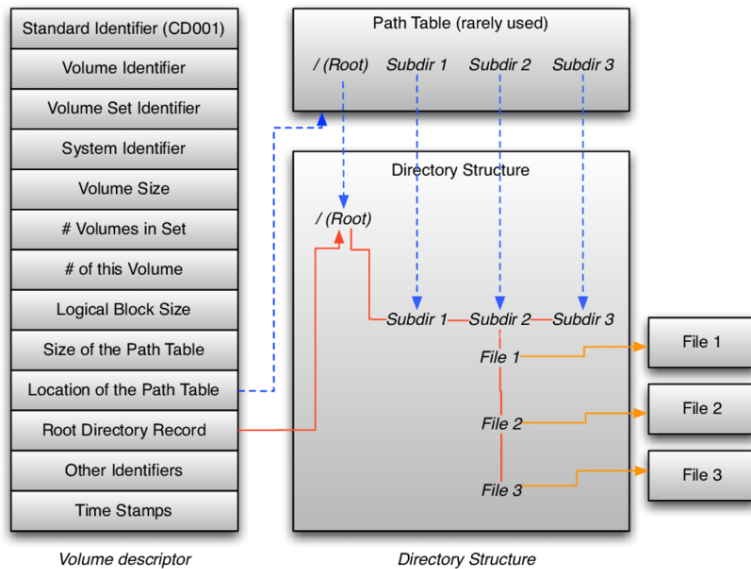 Standard Identifier (CD001)
Volume Identifier
Volume Set Identifier
System Identifier
Volume Size
# Volumes in Set
# of this Volume
Logical Block Size
Size of the Path Table
Location of the Path Table
Root Directory Record
Other Identifiers
Time Stamps
Volume descriptor
Path Table (rarely used)
/ (Root) Subdir 1 Subdir 2 Subdir 3
Directory Structure
/ (Root)
Subdir 1 Subdir 2 Subdir 3
File 1
File 2
File 3
Directory Structure
File 1
File 2
File 3